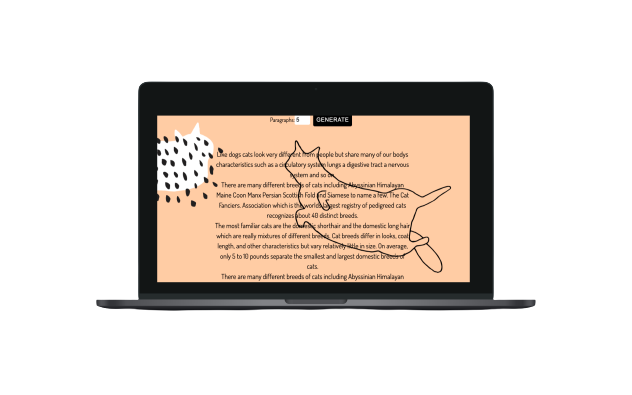 Paragraphs: 5 GENERATE
Like dogs cats look very different from people but share many of our bodys
characteristics such as a circulatory system lungs a digestive tract a nervous
system and so on.
There are many different breeds of cats including Abyssinian Himalayan
Maine Coon Manx Persian Scottish Fold and Siamese to name a few. The Cat
Fanciers. Association which is the worlds largest registry of pedigreed cats
recognizes about 40 distinct breeds.
The most familiar cats are the domestic shorthair and the domestic long hair
which are really mixtures of different breeds. Cat breeds differ in looks, coat
length, and other characteristics but vary relatively little in size. On average,
only 5 to 10 pounds separate the smallest and largest domestic breeds of
cats.
There are many different breeds of cats including Abyssinian Himalayan